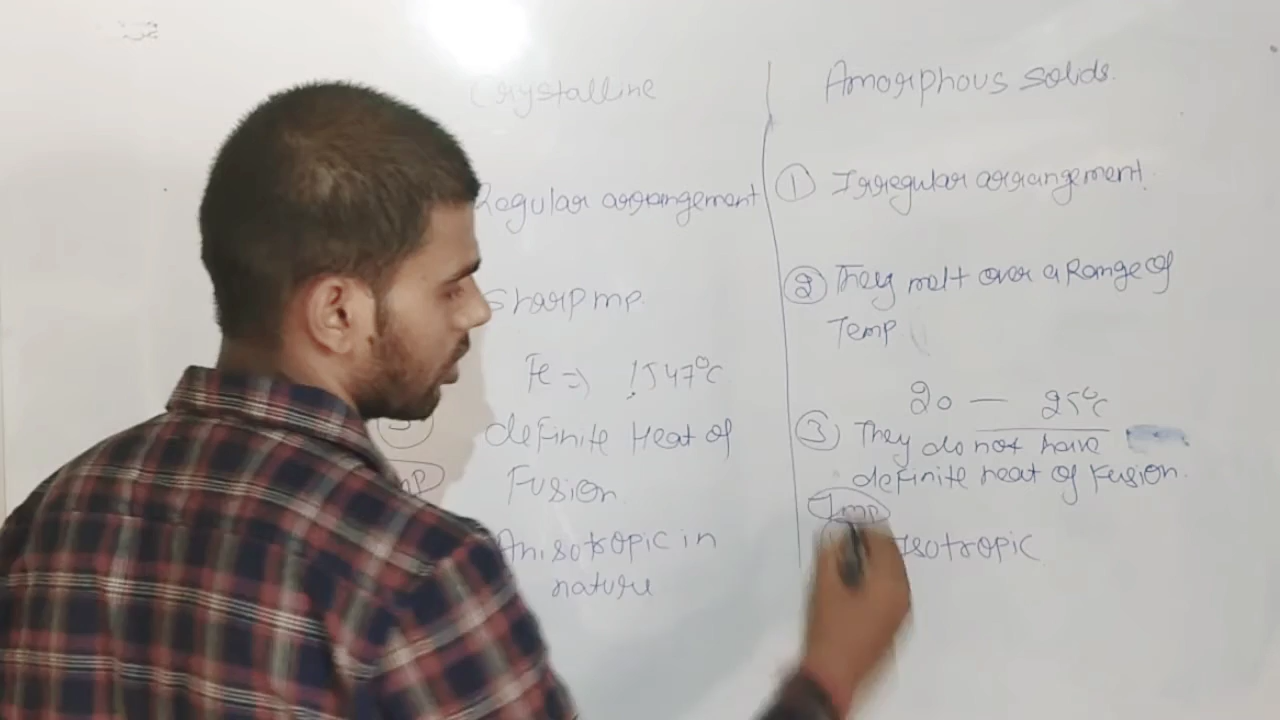 Crystalline
Regular arrangement
Sharp mp.
Fe => 1547°C
definite Heat of
Fusion
Anisotropic in
nature
Amorphous solids.
① Irregular arrangement.
② They melt over a Range of
Temp
20 — 25°C
③ They do not have
definite heat of Fusion.
Imp
Isotropic